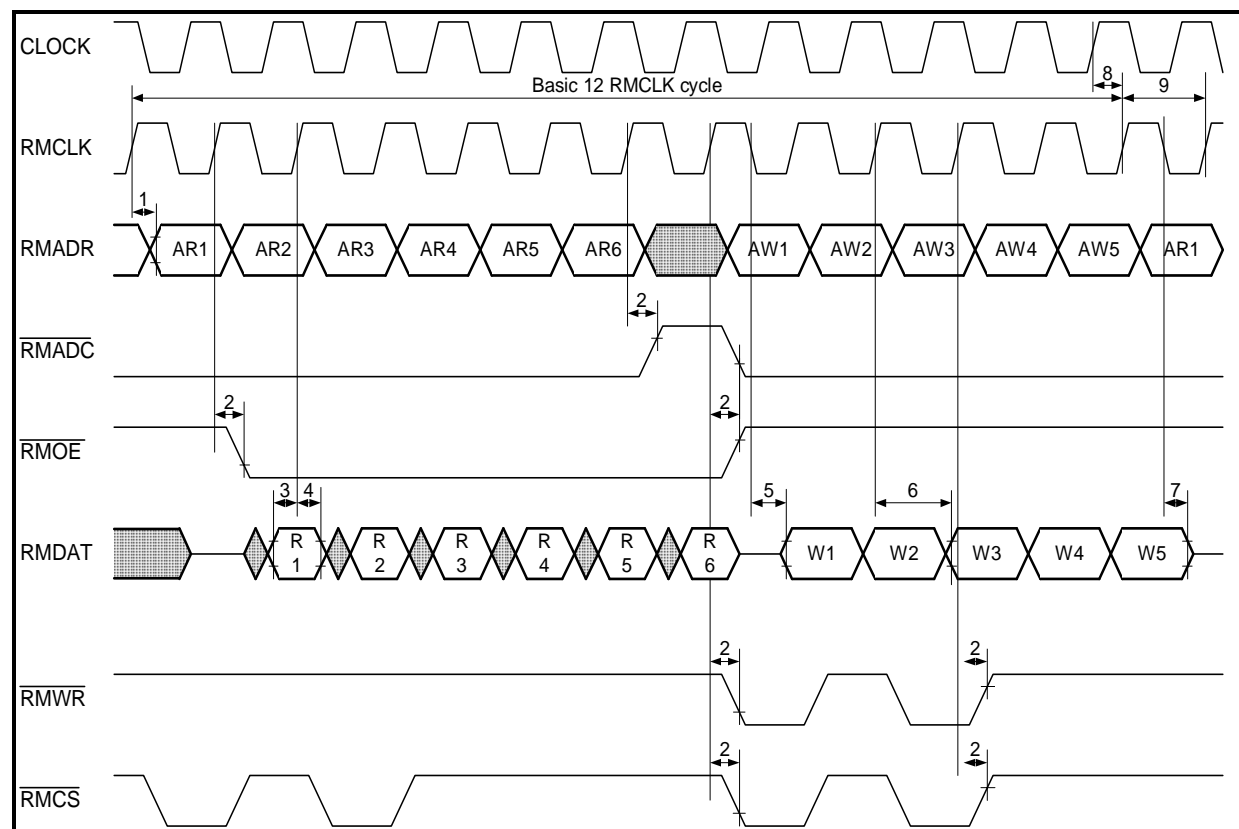 CLOCK
8
Basic 12 RMCLK cycle
9
RMCLK
1
RMADR
AR1 AR2 AR3 AR4 AR5 AR6 AW1 AW2 AW3 AW4 AW5 AR1
2
RMADC
2 2
RMOE
3 4 5 6 7
RMDAT
R R R R R R
1 2 3 4 5 6
W1 W2 W3 W4 W5
2 2
RMWR
2 2
RMCS